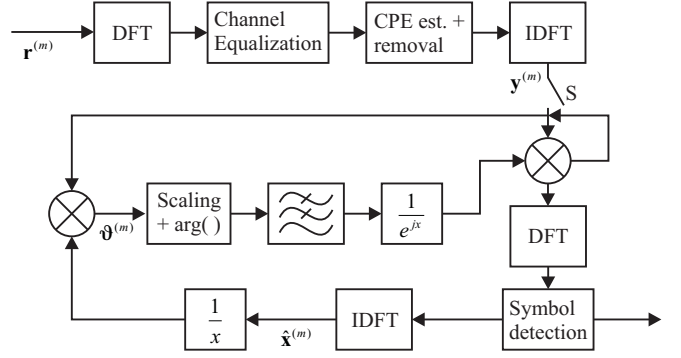 DFT
Channel
Equalization
CPE est. +
removal
IDFT
r^(m)
y^(m)
S
Scaling
+ arg( )
1
e^jx
ϑ^(m)
DFT
1
x
IDFT
Symbol
detection
x̂^(m)